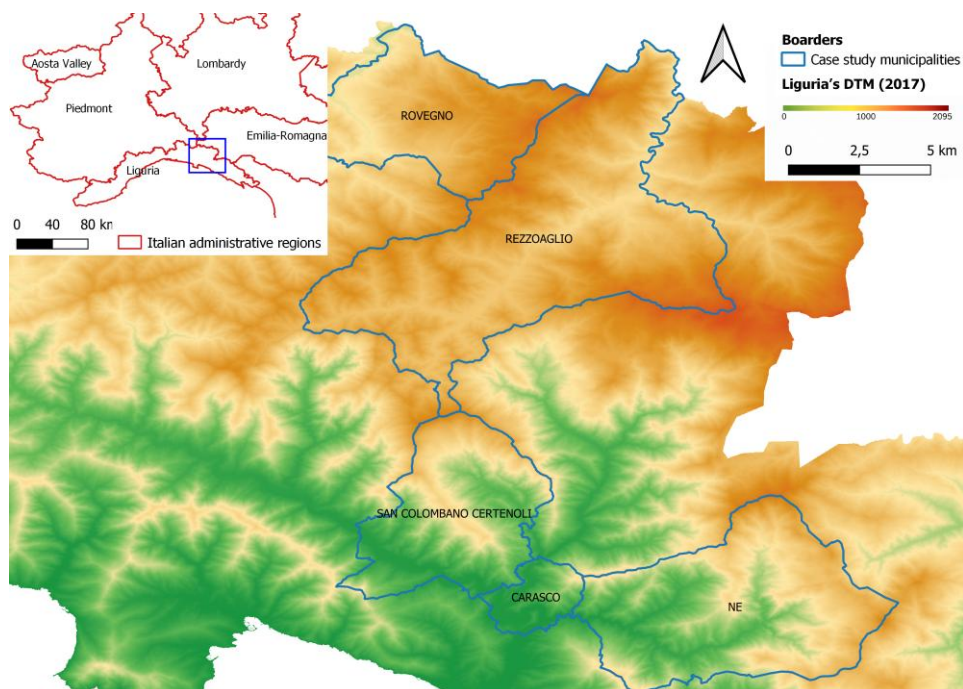 Aosta Valley
Lombardy
Piedmont
Emilia-Romagna
Liguria
0 40 80 km
Italian administrative regions
Boarders
Case study municipalities
Liguria's DTM (2017)
0 1000 2095
0 2,5 5 km
ROVEGNO
REZZOAGLIO
SAN COLOMBANO CERTENOLI
CARASCO
NE